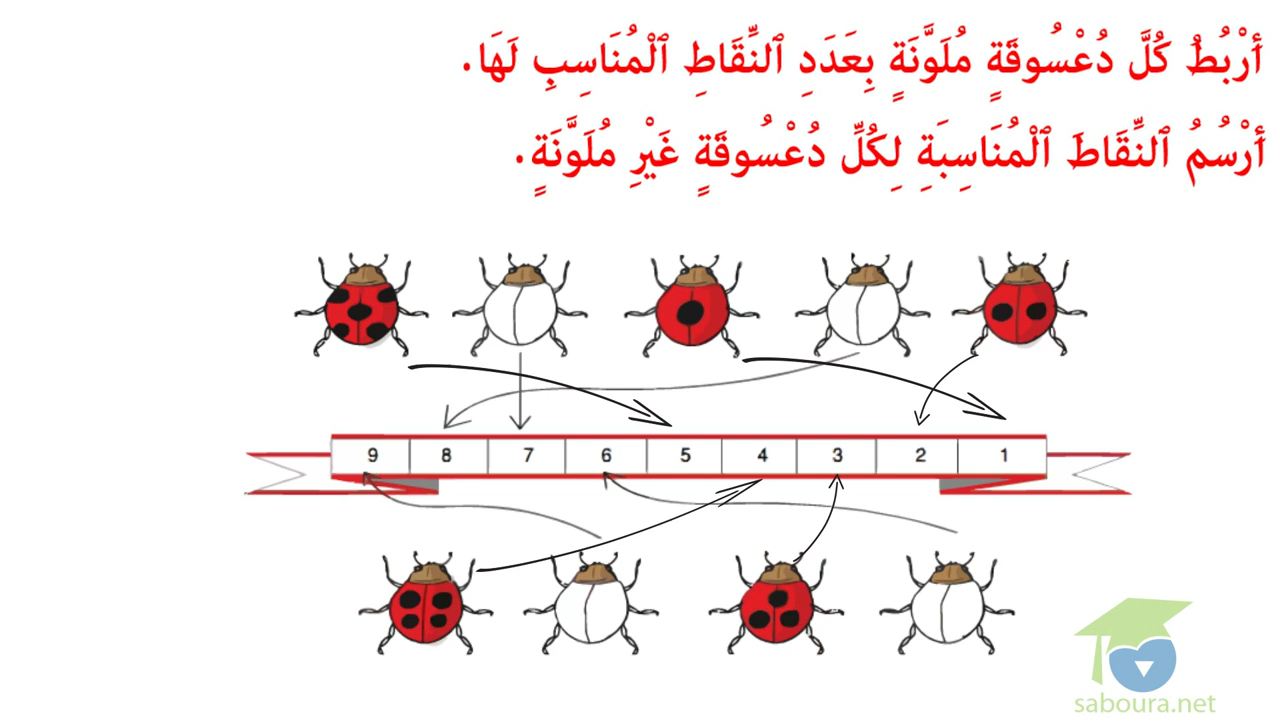 أَرْبُطُ كُلَّ دُعْسُوقَةٍ مُلَوَّنَةٍ بِعَدَدِ ٱلنِّقَاطِ ٱلْمُنَاسِبِ لَهَا.
أَرْسُمُ ٱلنِّقَاطَ ٱلْمُنَاسِبَةِ لِكُلِّ دُعْسُوقَةٍ غَيْرِ مُلَوَّنَةٍ.
9 8 7 6 5 4 3 2 1
saboura.net